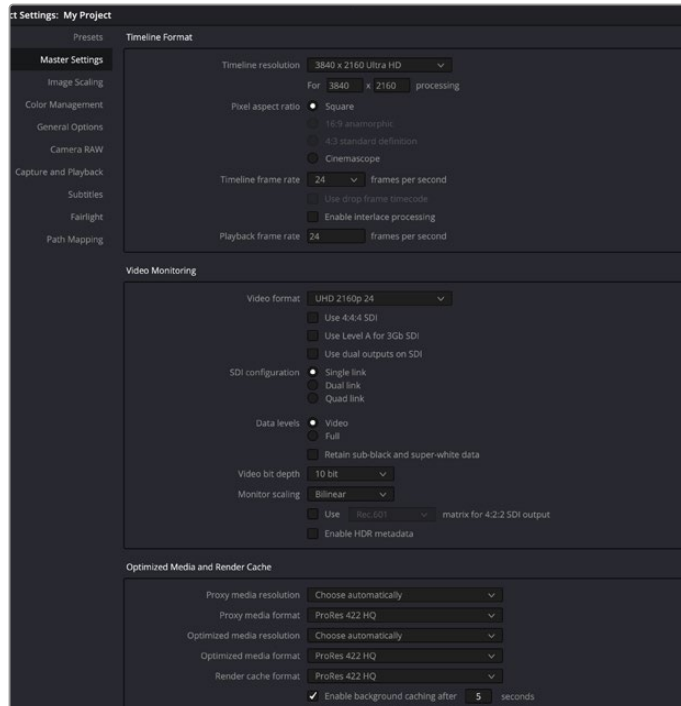 ct Settings: My Project
Presets
Master Settings
Image Scaling
Color Management
General Options
Camera RAW
Capture and Playback
Subtitles
Fairlight
Path Mapping
Timeline Format
Timeline resolution 3840 x 2160 Ultra HD
For 3840 x 2160 processing
Pixel aspect ratio Square
16:9 anamorphic
4:3 standard definition
Cinemascope
Timeline frame rate 24 frames per second
Use drop frame timecode
Enable Interlace processing
Playback frame rate 24 frames per second
Video Monitoring
Video format UHD 2160p 24
Use 4:4:4 SDI
Use Level A for 3Gb SDI
Use dual outputs on SDI
SDI configuration Single link
Dual link
Quad link
Data levels Video
Full
Retain sub-black and super-white data
Video bit depth 10 bit
Monitor scaling Bilinear
Use Rec.601 matrix for 4:2:2 SDI output
Enable HDR metadata
Optimized Media and Render Cache
Proxy media resolution Choose automatically
Proxy media format ProRes 422 HQ
Optimized media resolution Choose automatically
Optimized media format ProRes 422 HQ
Render cache format ProRes 422 HQ
Enable background caching after 5 seconds